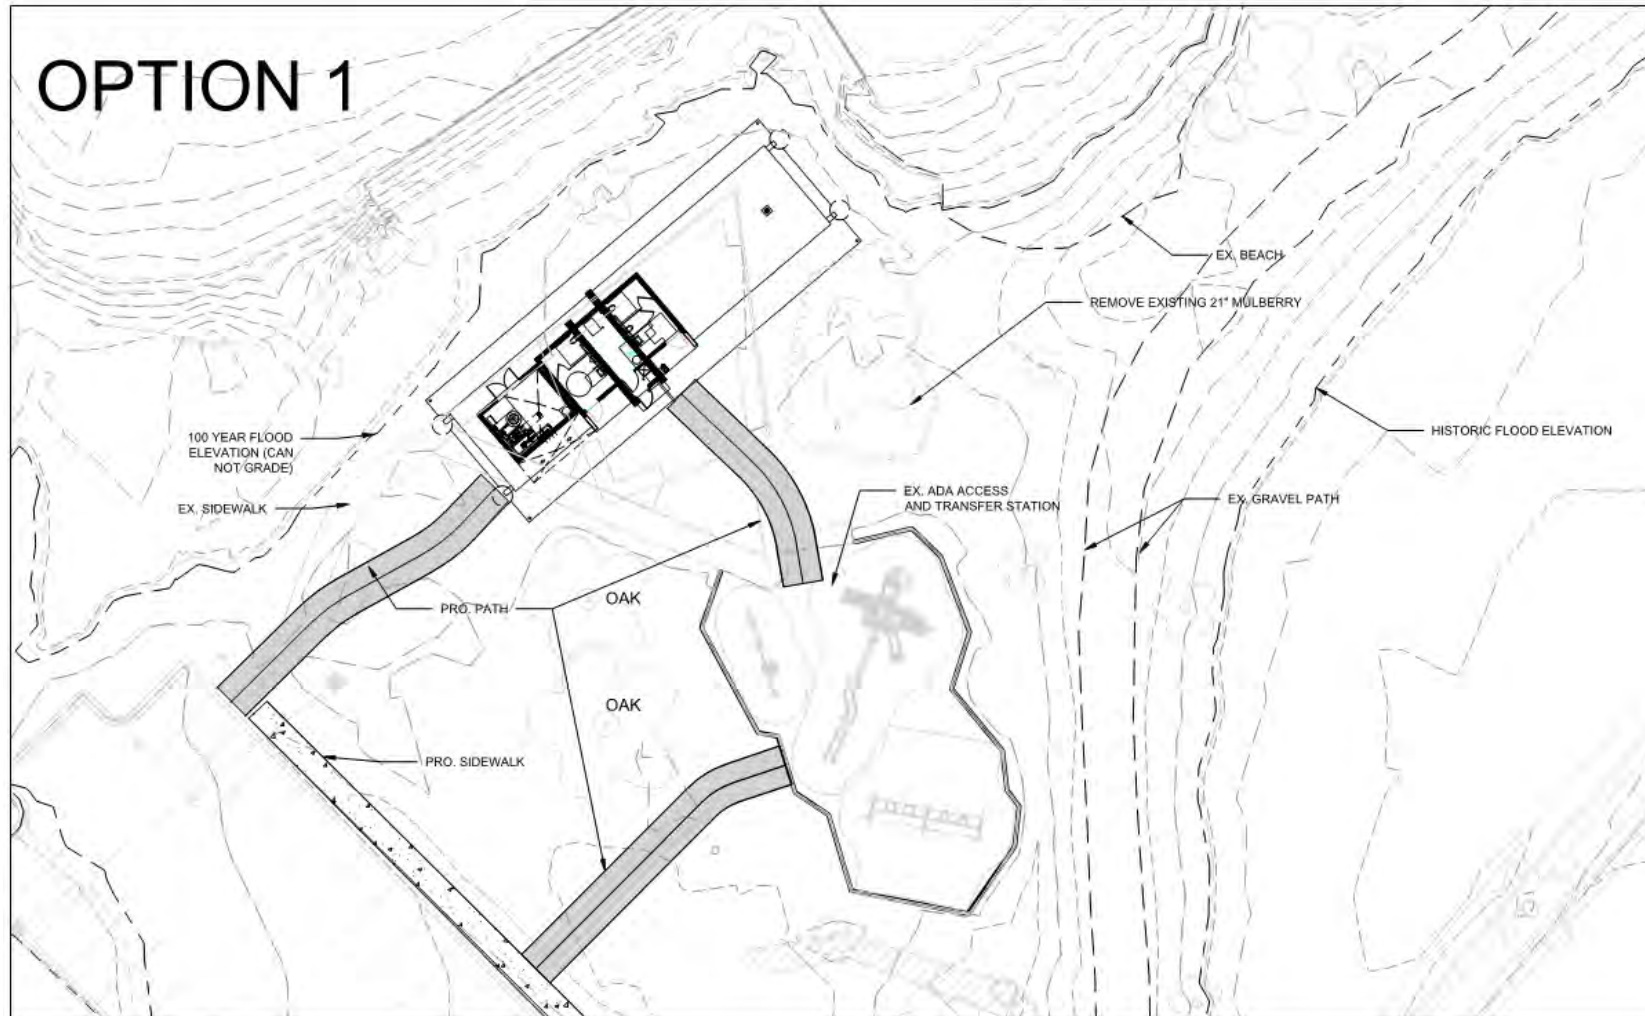 OPTION 1
EX. BEACH
REMOVE EXISTING 21" MULBERRY
100 YEAR FLOOD
ELEVATION (CAN
NOT GRADE)
HISTORIC FLOOD ELEVATION
EX. SIDEWALK
EX. ADA ACCESS
AND TRANSFER STATION
EX. GRAVEL PATH
PRO. PATH
OAK
OAK
PRO. SIDEWALK